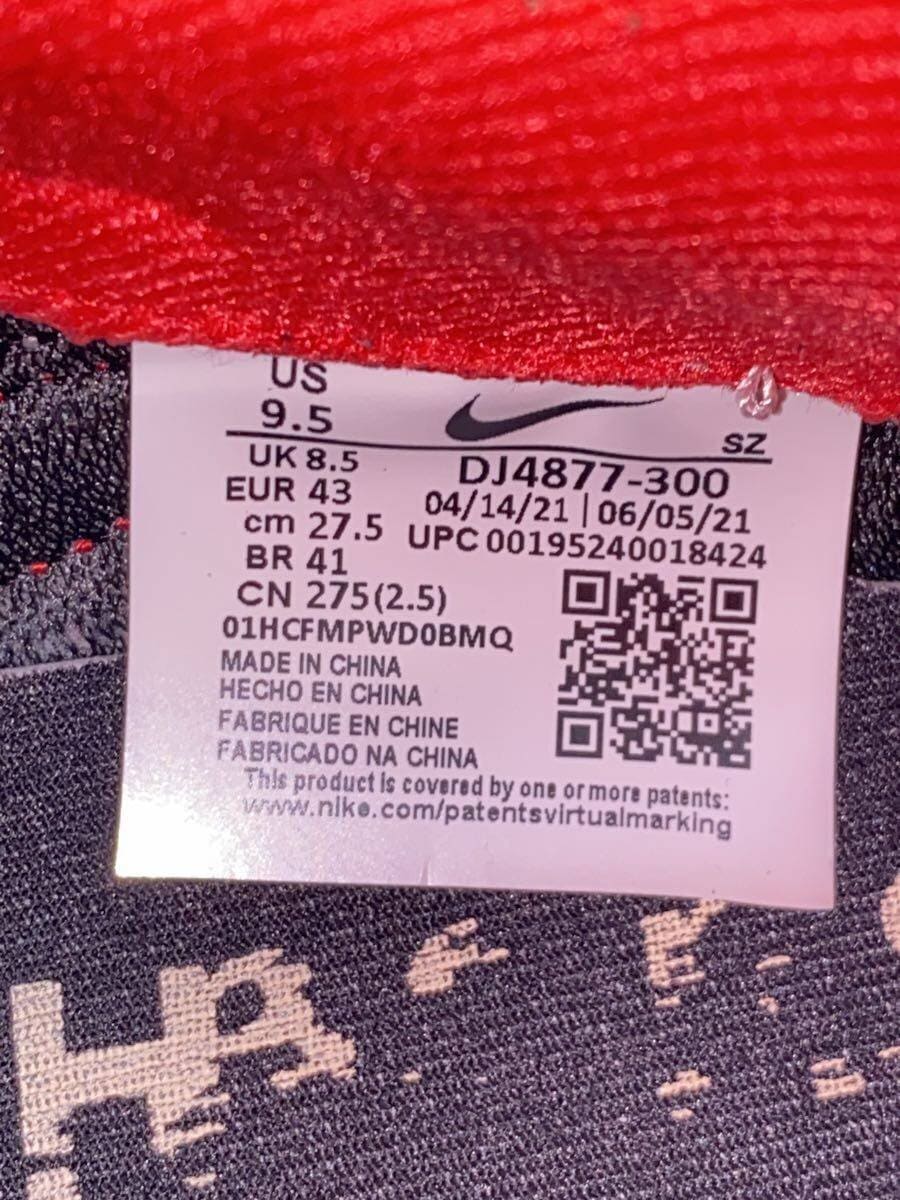 US
9.5
SZ
UK 8.5
DJ4877-300
EUR 43
04/14/21 | 06/05/21
cm 27.5
UPC 00195240018424
BR 41
CN 275(2.5)
01HCFMPWD0BMQ
MADE IN CHINA
HECHO EN CHINA
FABRIQUE EN CHINE
FABRICADO NA CHINA
This product is covered by one or more patents:
www.nike.com/patentsvirtualmarking